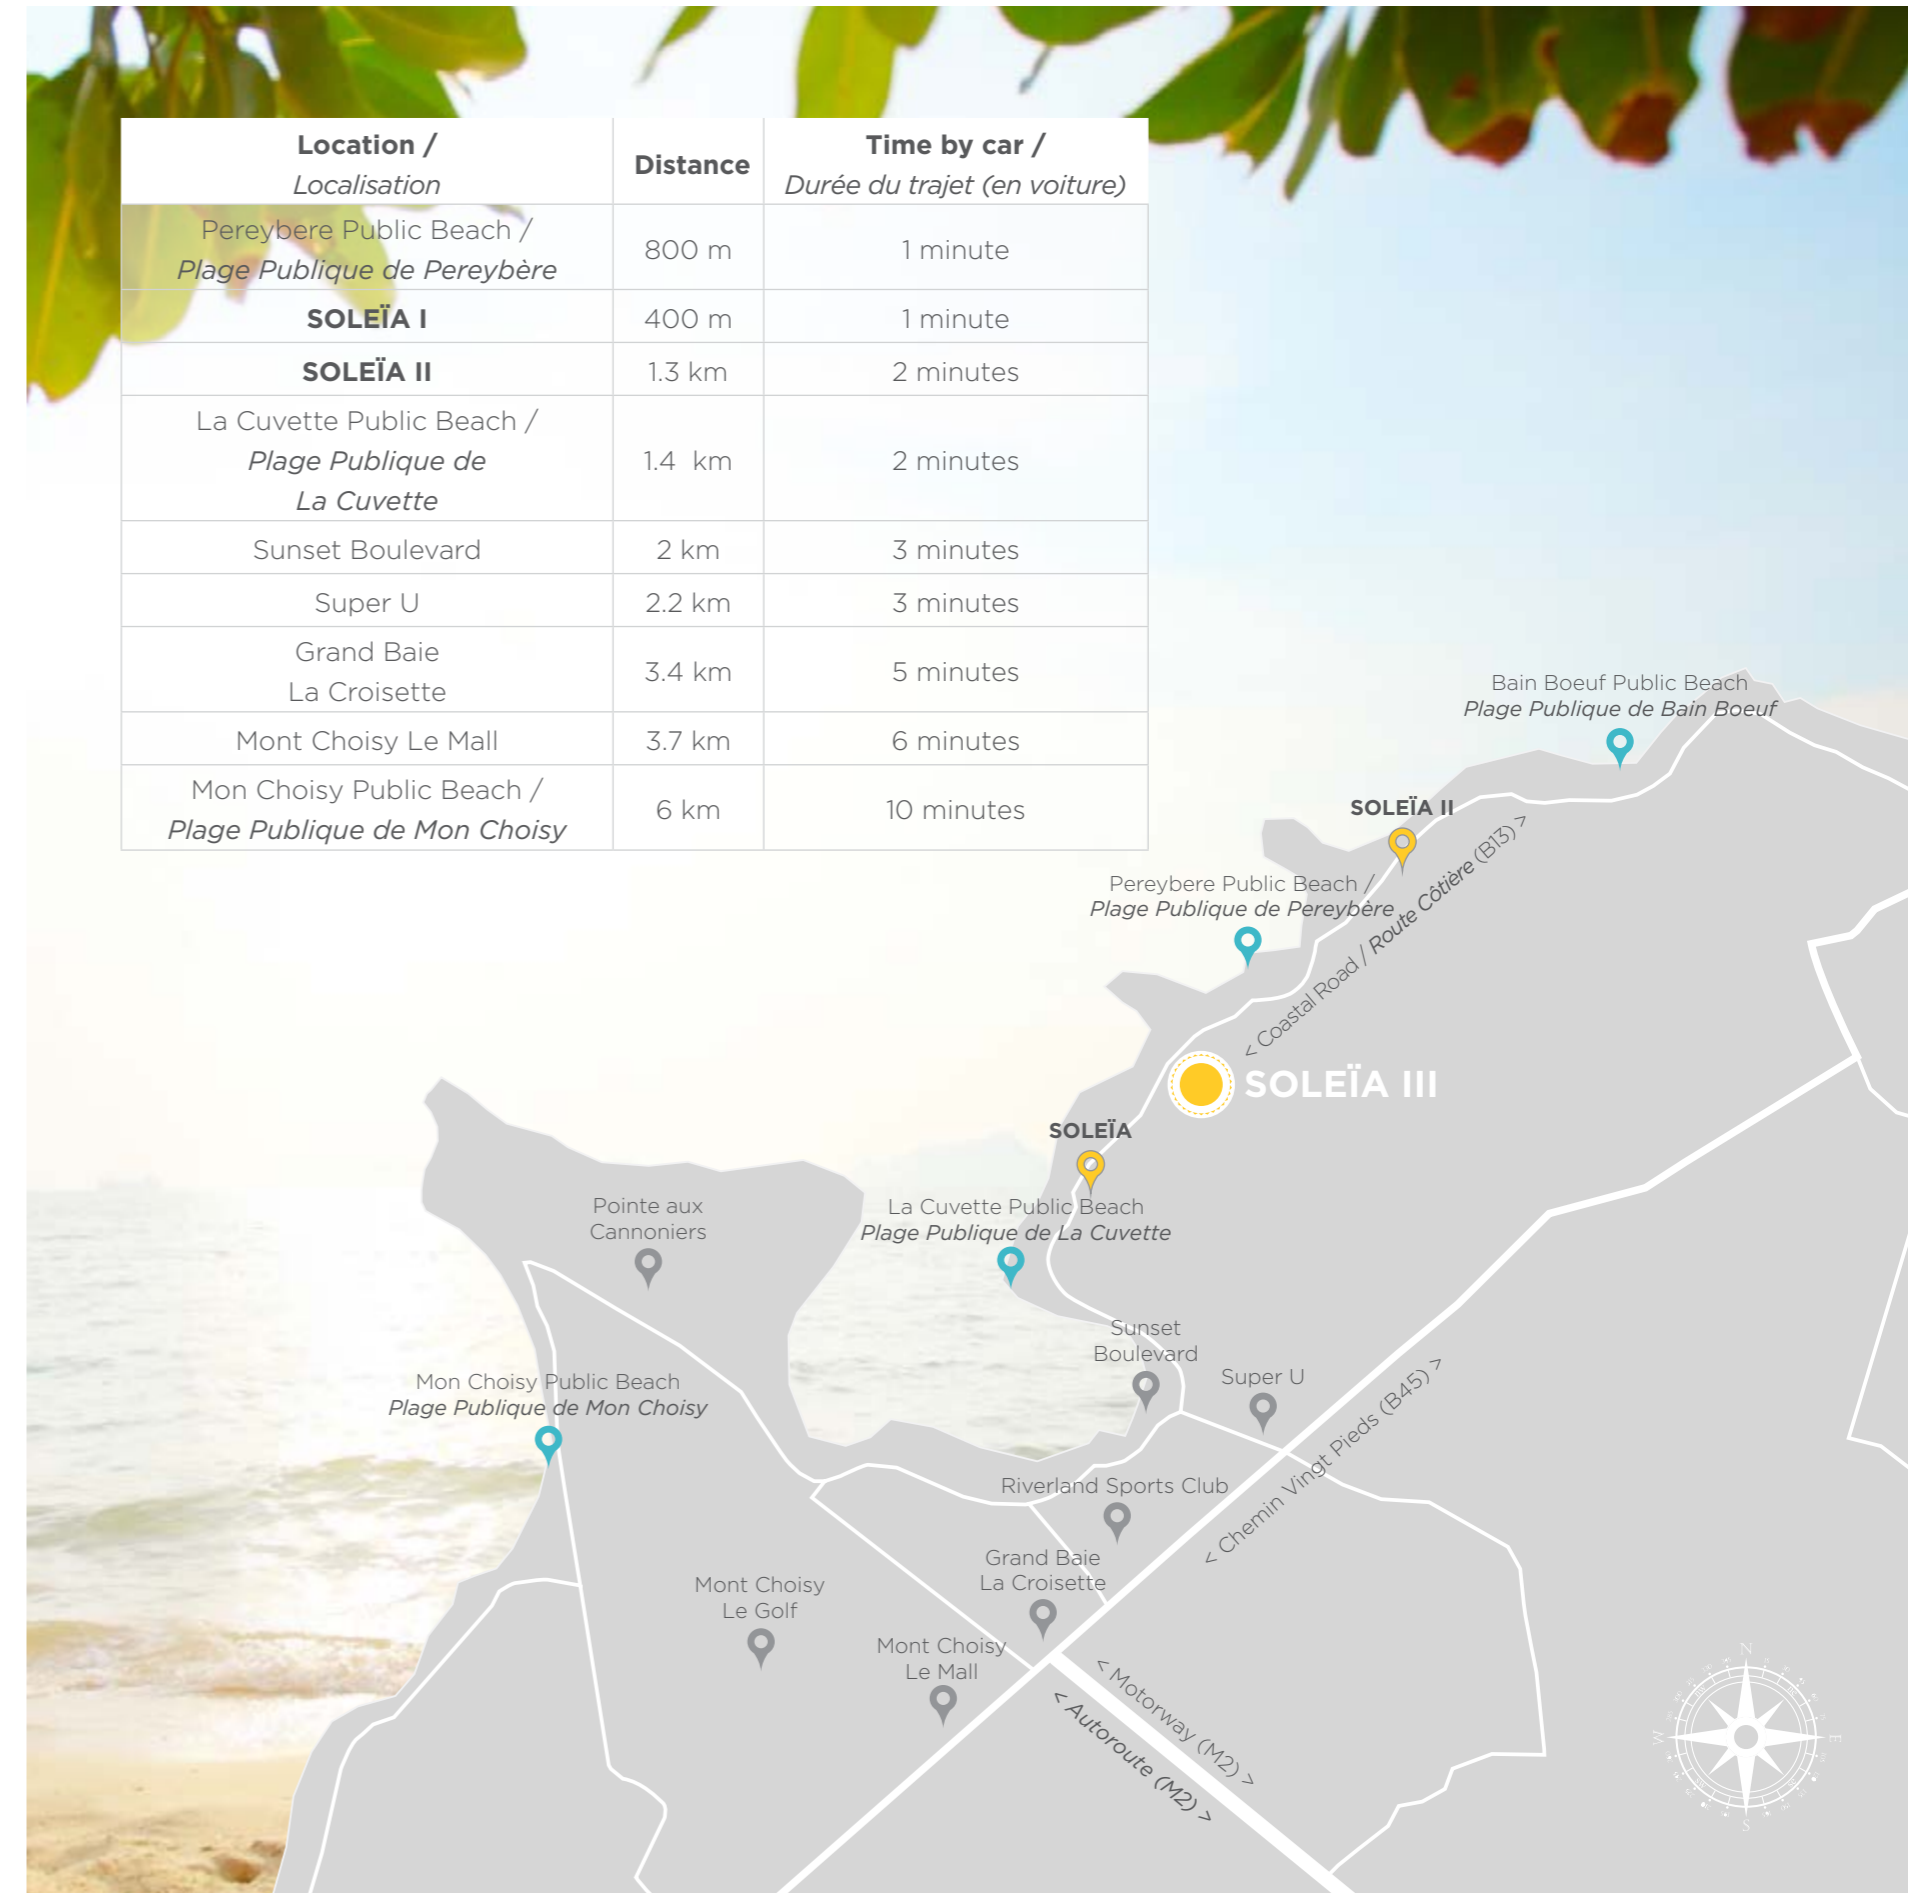 Location /
Localisation
Distance
Time by car /
Durée du trajet (en voiture)
Pereybere Public Beach /
Plage Publique de Pereybère
800 m
1 minute
SOLEÏA I
400 m
1 minute
SOLEÏA II
1.3 km
2 minutes
La Cuvette Public Beach /
Plage Publique de
La Cuvette
1.4 km
2 minutes
Sunset Boulevard
2 km
3 minutes
Super U
2.2 km
3 minutes
Grand Baie
La Croisette
3.4 km
5 minutes
Mont Choisy Le Mall
3.7 km
6 minutes
Mon Choisy Public Beach /
Plage Publique de Mon Choisy
6 km
10 minutes
Bain Boeuf Public Beach
Plage Publique de Bain Boeuf
SOLEÏA II
Pereybere Public Beach /
Plage Publique de Pereybère
< Coastal Road / Route Côtière (B13) >
SOLEÏA III
SOLEÏA
Pointe aux
Cannoniers
La Cuvette Public Beach
Plage Publique de La Cuvette
Sunset
Boulevard
Super U
Mon Choisy Public Beach
Plage Publique de Mon Choisy
< Chemin Vingt Pieds (B45) >
Riverland Sports Club
Grand Baie
La Croisette
Mont Choisy
Le Golf
Mont Choisy
Le Mall
< Motorway (M2) >
< Autoroute (M2) >
N
W
E
S